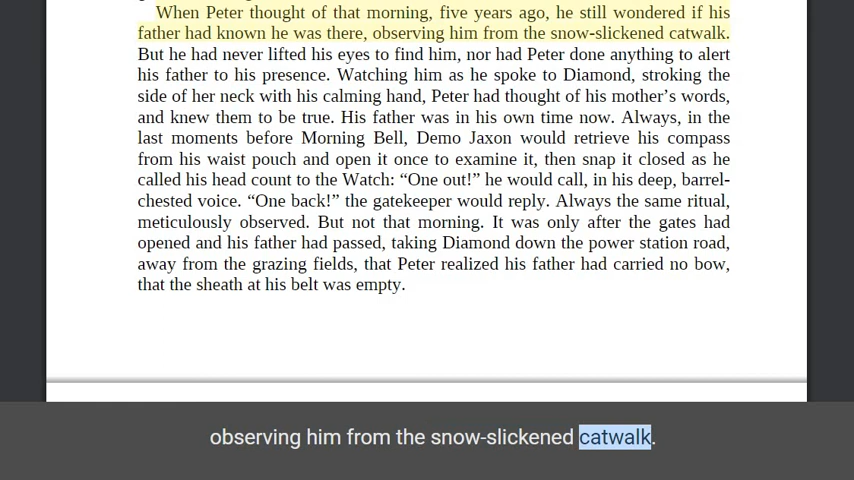 When Peter thought of that morning, five years ago, he still wondered if his
father had known he was there, observing him from the snow-slickened catwalk.
But he had never lifted his eyes to find him, nor had Peter done anything to alert
his father to his presence. Watching him as he spoke to Diamond, stroking the
side of her neck with his calming hand, Peter had thought of his mother’s words,
and knew them to be true. His father was in his own time now. Always, in the
last moments before Morning Bell, Demo Jaxon would retrieve his compass
from his waist pouch and open it once to examine it, then snap it closed as he
called his head count to the Watch: “One out!” he would call, in his deep, barrel-
chested voice. “One back!” the gatekeeper would reply. Always the same ritual,
meticulously observed. But not that morning. It was only after the gates had
opened and his father had passed, taking Diamond down the power station road,
away from the grazing fields, that Peter realized his father had carried no bow,
that the sheath at his belt was empty.
observing him from the snow-slickened catwalk.